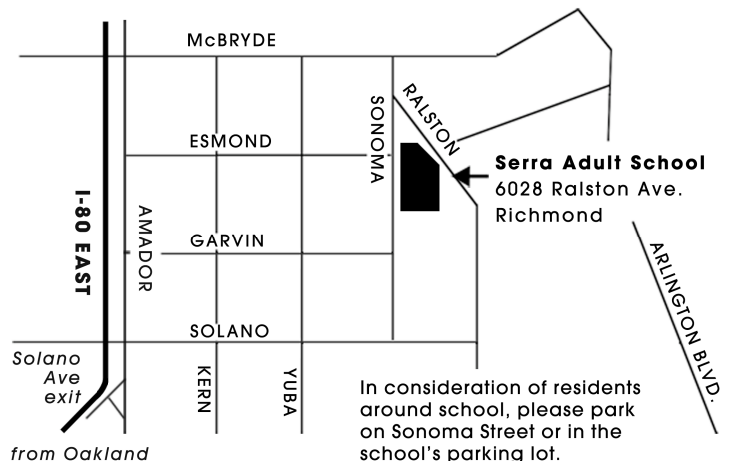 McBRYDE
RALSTON
SONOMA
ESMOND
Serra Adult School
6028 Ralston Ave.
Richmond
I-80 EAST
AMADOR
GARVIN
ARLINGTON BLVD.
SOLANO
Solano
Ave
exit
KERN
YUBA
In consideration of residents
around school, please park
on Sonoma Street or in the
school's parking lot.
from Oakland